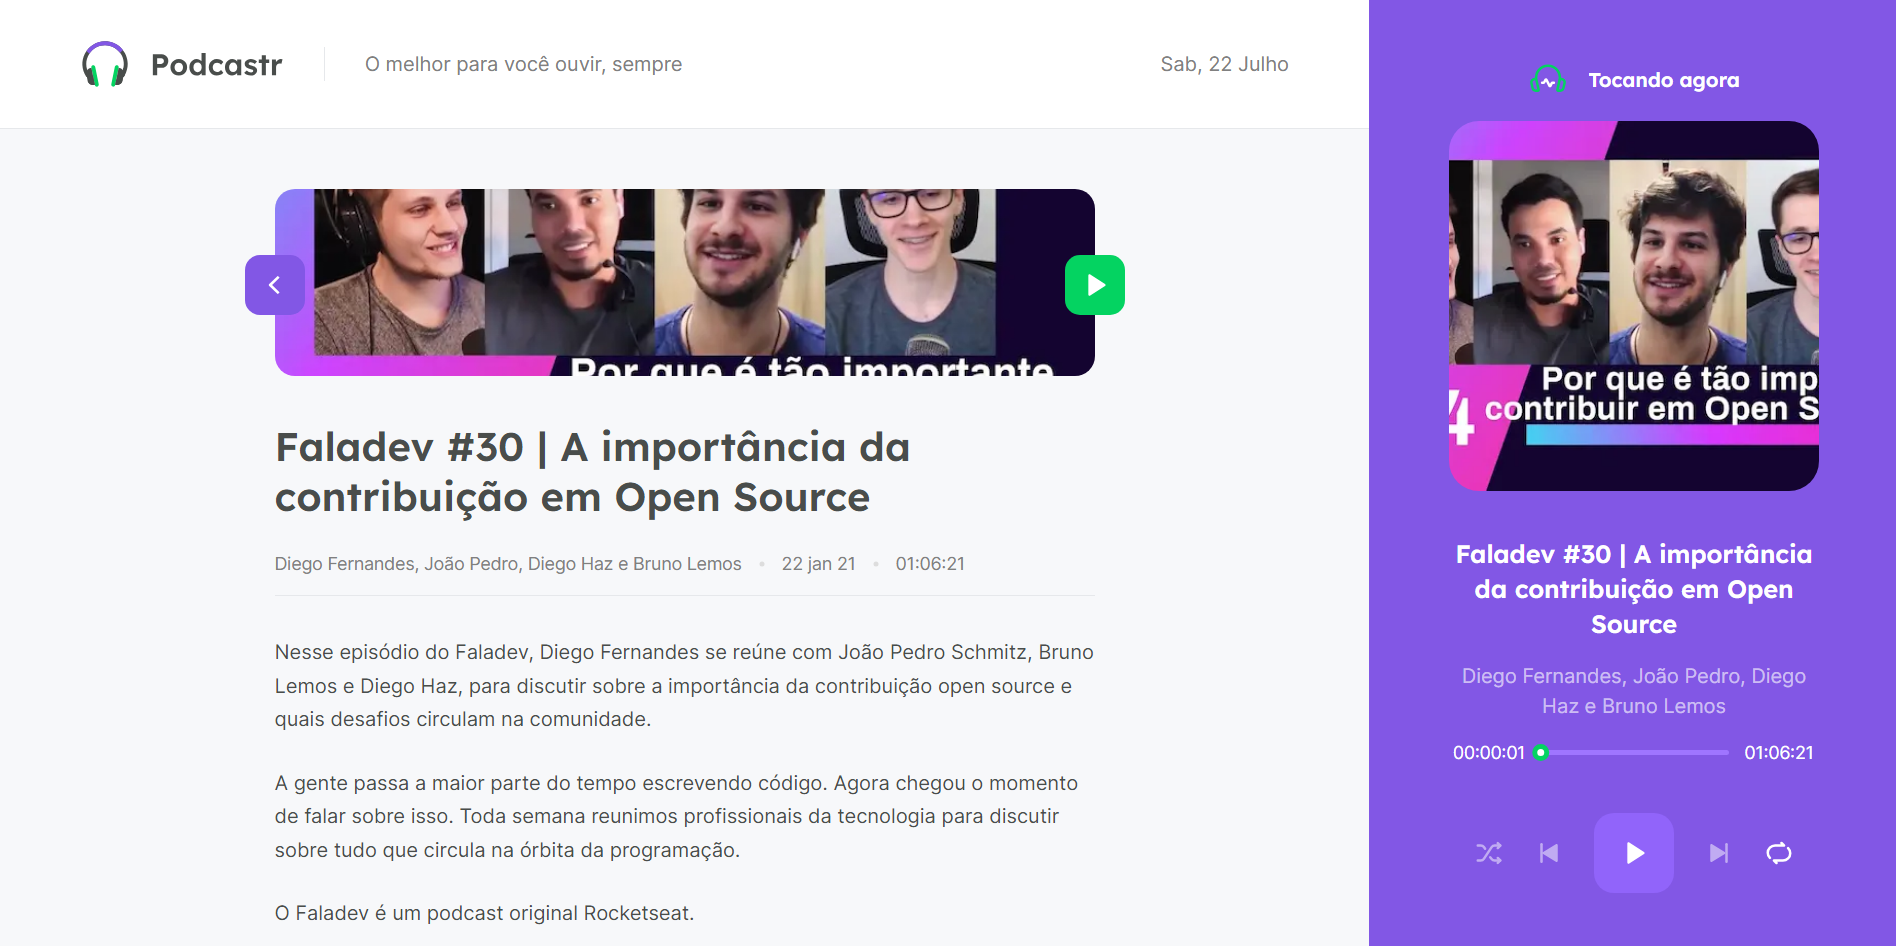 Podcastr
O melhor para você ouvir, sempre
Sab, 22 Julho
Por que é tão importante
Faladev #30 | A importância da
contribuição em Open Source
Diego Fernandes, João Pedro, Diego Haz e Bruno Lemos • 22 jan 21 • 01:06:21
Nesse episódio do Faladev, Diego Fernandes se reúne com João Pedro Schmitz, Bruno
Lemos e Diego Haz, para discutir sobre a importância da contribuição open source e
quais desafios circulam na comunidade.
A gente passa a maior parte do tempo escrevendo código. Agora chegou o momento
de falar sobre isso. Toda semana reunimos profissionais da tecnologia para discutir
sobre tudo que circula na órbita da programação.
O Faladev é um podcast original Rocketseat.
Tocando agora
Por que é tão imp
4 contribuir em Open S
Faladev #30 | A importância
da contribuição em Open
Source
Diego Fernandes, João Pedro, Diego
Haz e Bruno Lemos
00:00:01 01:06:21